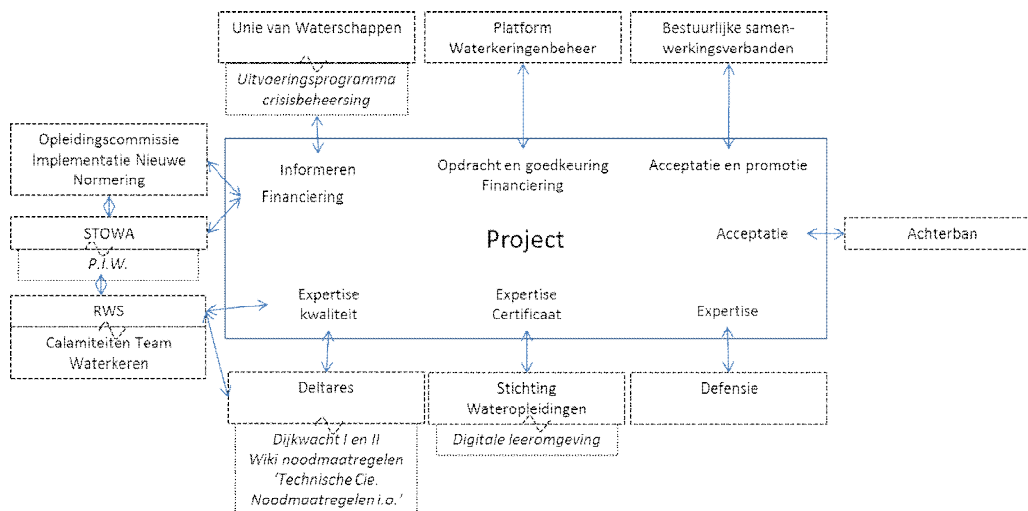 Unie van Waterschappen
Uitvoeringsprogramma
crisisbeheersing
Platform
Waterkeringenbeheer
Bestuurlijke samen-
werkingsverbanden
Opleidingscommissie
Implementatie Nieuwe
Normering
STOWA
P.I.W.
RWS
Calamiteiten Team
Waterkeren
Informeren
Financiering
Opdracht en goedkeuring
Financiering
Acceptatie en promotie
Project
Acceptatie
Achterban
Expertise
kwaliteit
Expertise
Certificaat
Expertise
Deltares
Dijkwacht I en II
Wiki noodmaatregelen
'Technische Cie.
Noodmaatregelen i.o.'
Stichting
Wateropleidingen
Digitale leeromgeving
Defensie